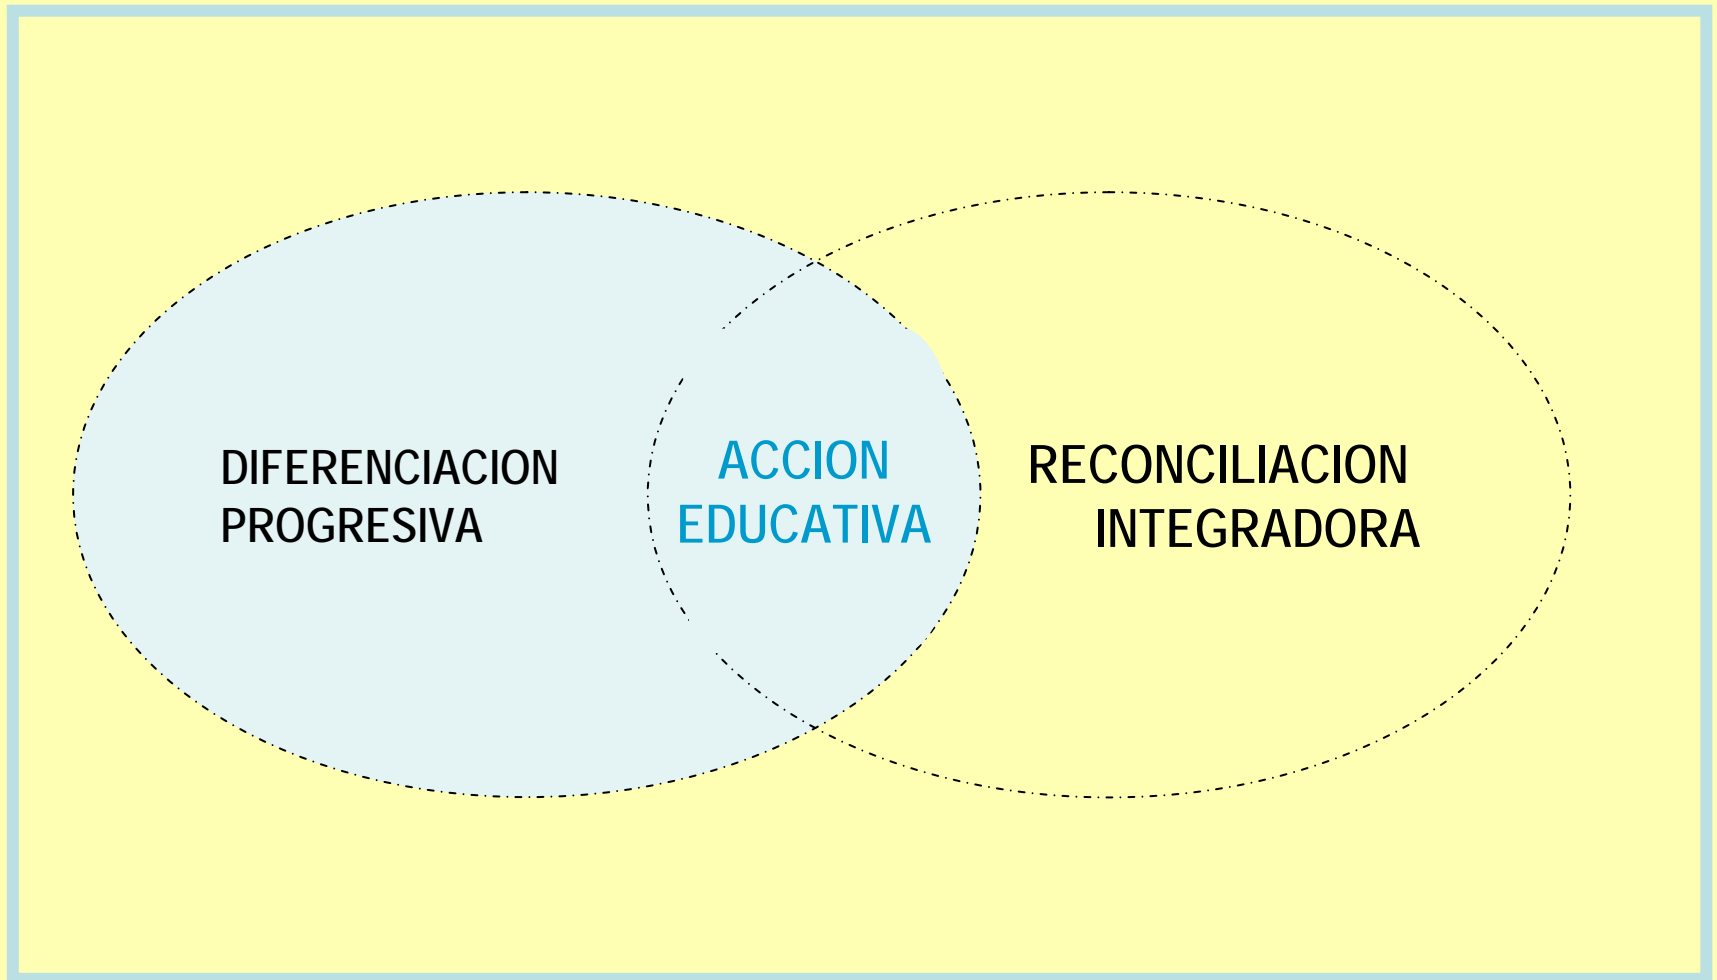 DIFERENCIACION
PROGRESIVA
ACCION
EDUCATIVA
RECONCILIACION
INTEGRADORA